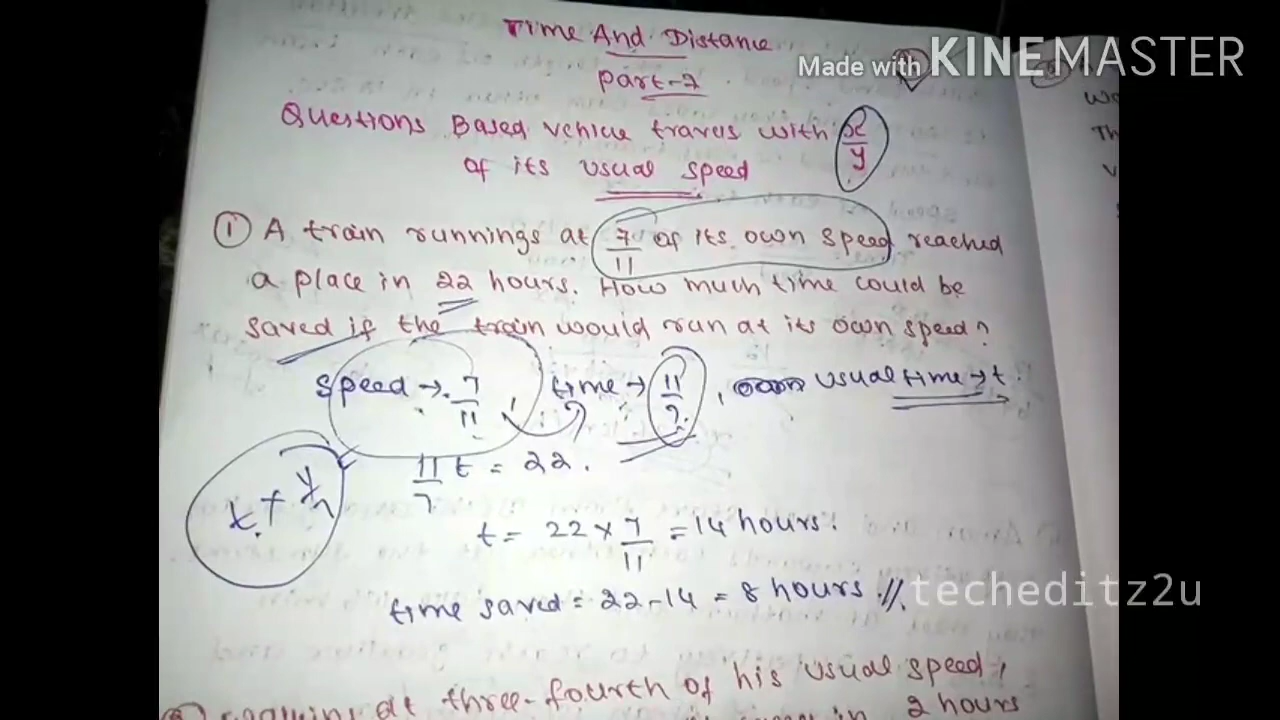 Time And Distance
Made with KINEMASTER
Part-7
Questions Based vehicle travels with x/y
of its usual speed
① A train runnings at 7/11 of its own speed reached
a place in 22 hours. How much time could be
saved if the train would run at its own speed?
speed → 7/11, time → 11/7, usual time → t
11/7 t = 22.
t = 22 × 7/11 = 14 hours.
time saved = 22-14 = 8 hours //.
techeditz2u
at three-fourth of his usual speed,
in 2 hours